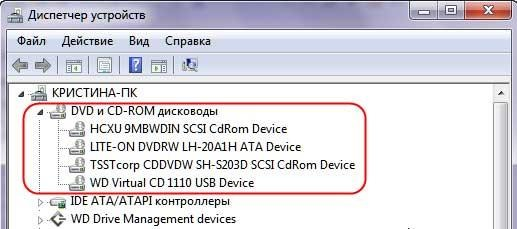 Диспетчер устройств
Файл Действие Вид Справка
КРИСТИНА-ПК
DVD и CD-ROM дисководы
HCXU 9MBWDIN SCSI CdRom Device
LITE-ON DVDRW LH-20A1H ATA Device
TSSTcorp CDDVDW SH-S203D SCSI CdRom Device
WD Virtual CD 1110 USB Device
IDE ATA/ATAPI контроллеры
WD Drive Management devices